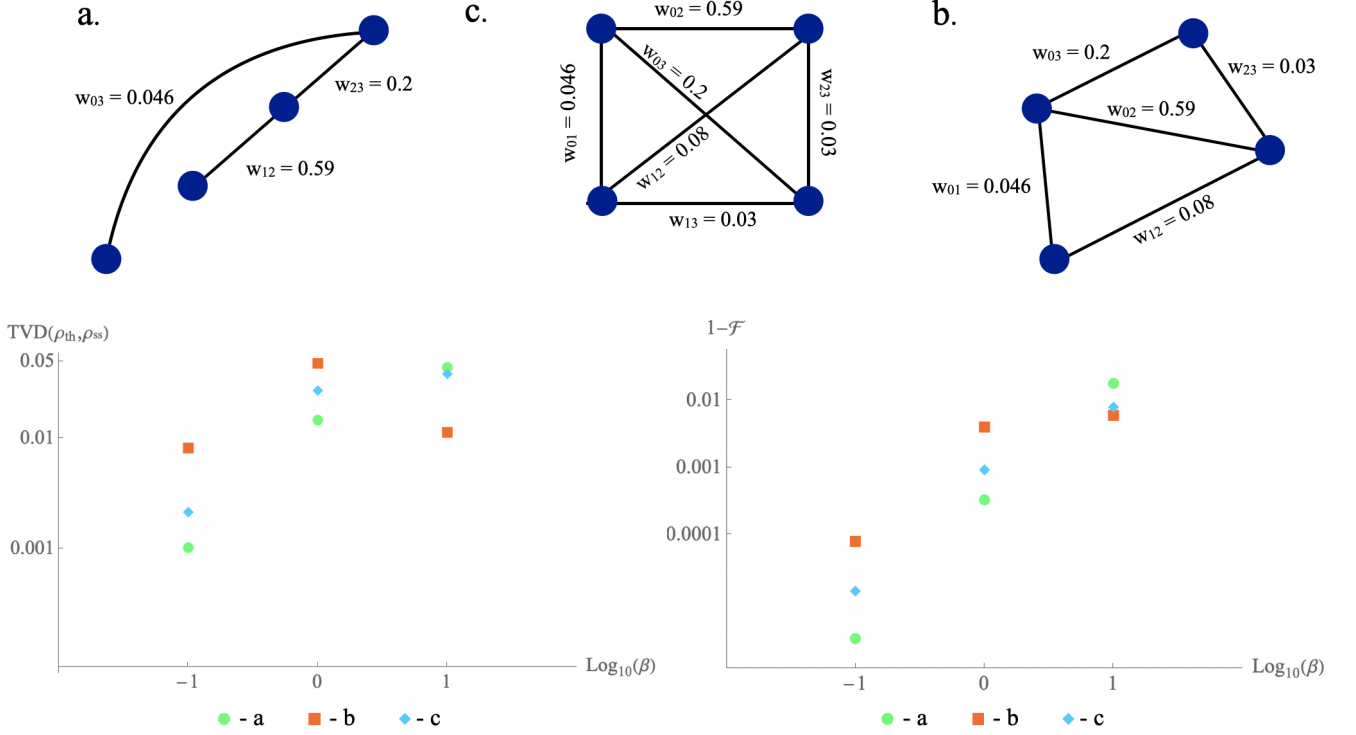 a.
w03 = 0.046
w23 = 0.2
w12 = 0.59
c.
w02 = 0.59
w01 = 0.046
w03 = 0.2
w12 = 0.08
w23 = 0.03
w13 = 0.03
b.
w03 = 0.2
w23 = 0.03
w02 = 0.59
w01 = 0.046
w12 = 0.08
TVD(ρth,ρss)
0.05
0.01
0.001
−1 0 1
Log10(β)
- a - b - c
1−ℱ
0.01
0.001
0.0001
−1 0 1
Log10(β)
- a - b - c